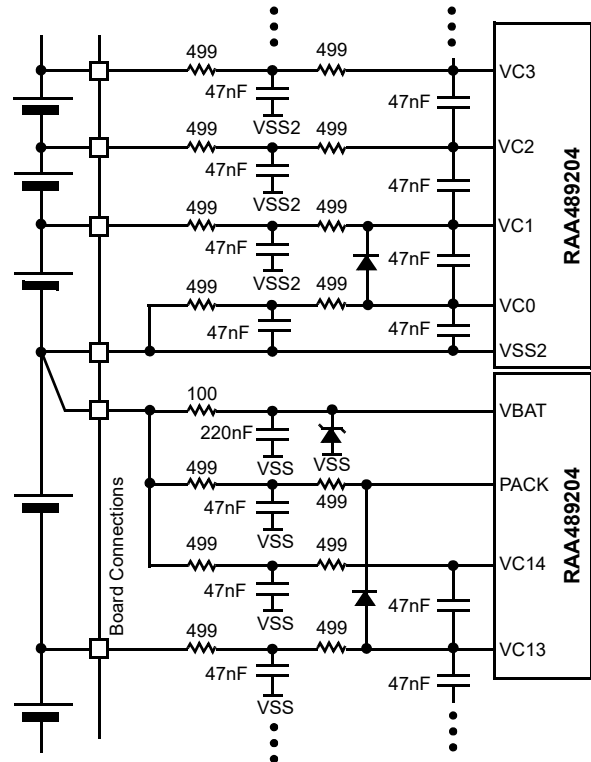 499 499
VC3
47nF 47nF
VSS2
499 499
VC2
47nF 47nF
VSS2
499 499
VC1
47nF 47nF
VSS2
499 499
VC0
47nF 47nF
VSS2
RAA489204
100
VBAT
220nF
VSS VSS
499 499
PACK
47nF
VSS
499 499
VC14
47nF 47nF
VSS
499 499
VC13
47nF 47nF
VSS
RAA489204
Board Connections